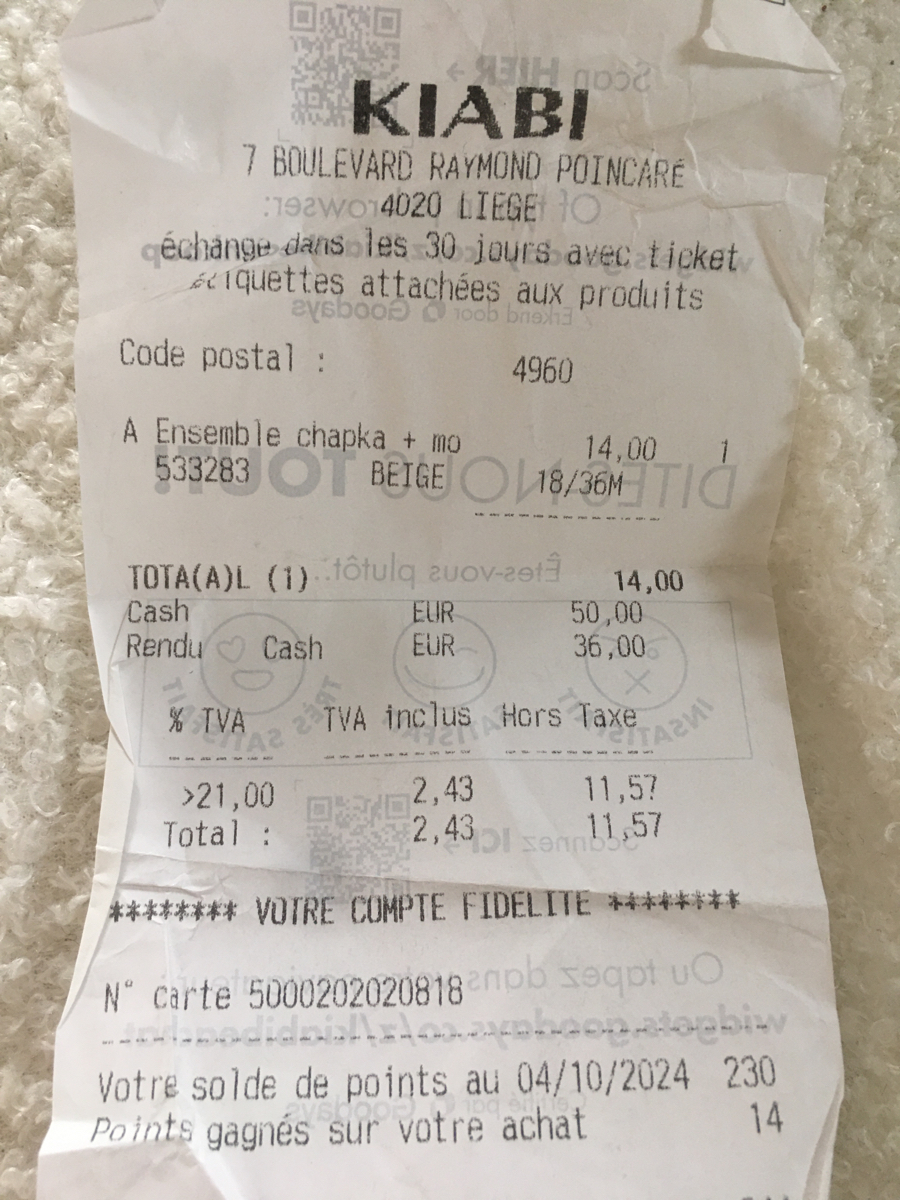 KIABI
7 BOULEVARD RAYMOND POINCARÉ
4020 LIEGE
échange dans les 30 jours avec ticket
étiquettes attachées aux produits
Code postal : 4960
A Ensemble chapka + mo 14,00 1
533283 BEIGE 18/36M
TOTA(A)L (1) 14,00
Cash EUR 50,00
Rendu Cash EUR 36,00
% TVA TVA inclus Hors Taxe
>21,00 2,43 11,57
Total : 2,43 11,57
******** VOTRE COMPTE FIDELITE ********
N° carte 5000202020818
Votre solde de points au 04/10/2024 230
Points gagnés sur votre achat 14